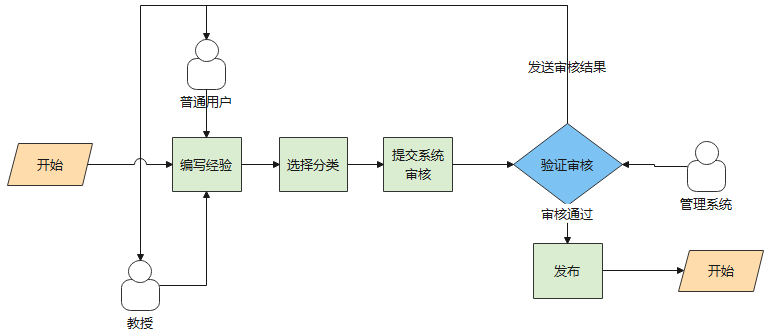 发送审核结果
普通用户
开始
编写经验
选择分类
提交系统
审核
验证审核
管理系统
审核通过
发布
开始
教授